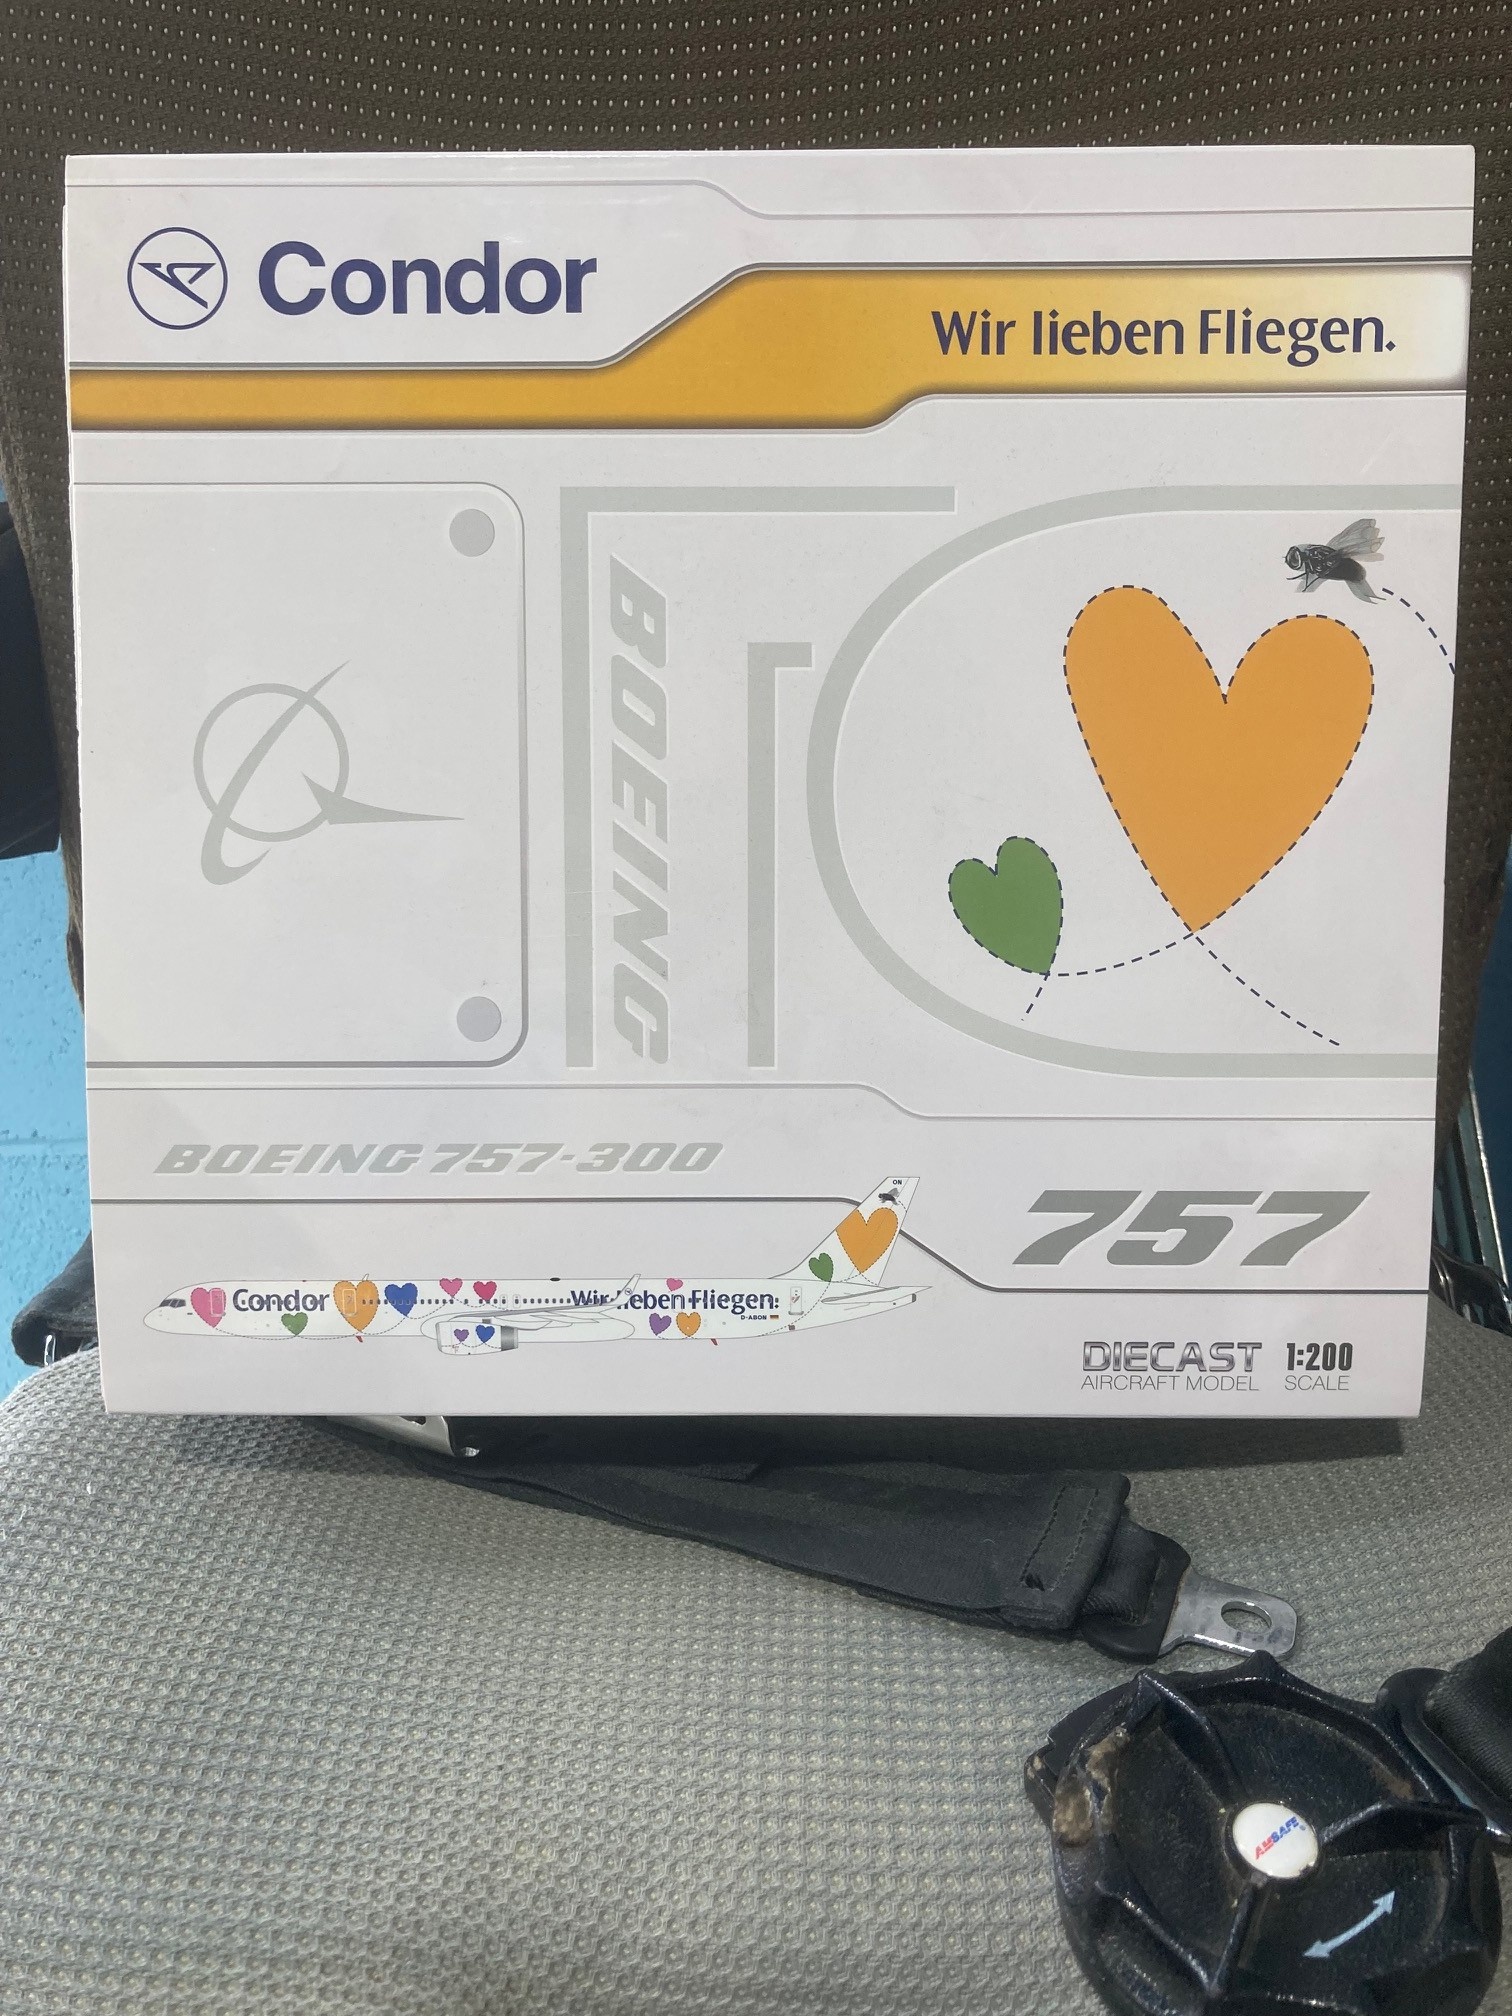 Condor
Wir lieben Fliegen.
BOEING
BOEING 757-300
757
ON
Condor
Wir lieben Fliegen.
D-ABON
DIECAST
AIRCRAFT MODEL
1:200
SCALE
AMSAFE